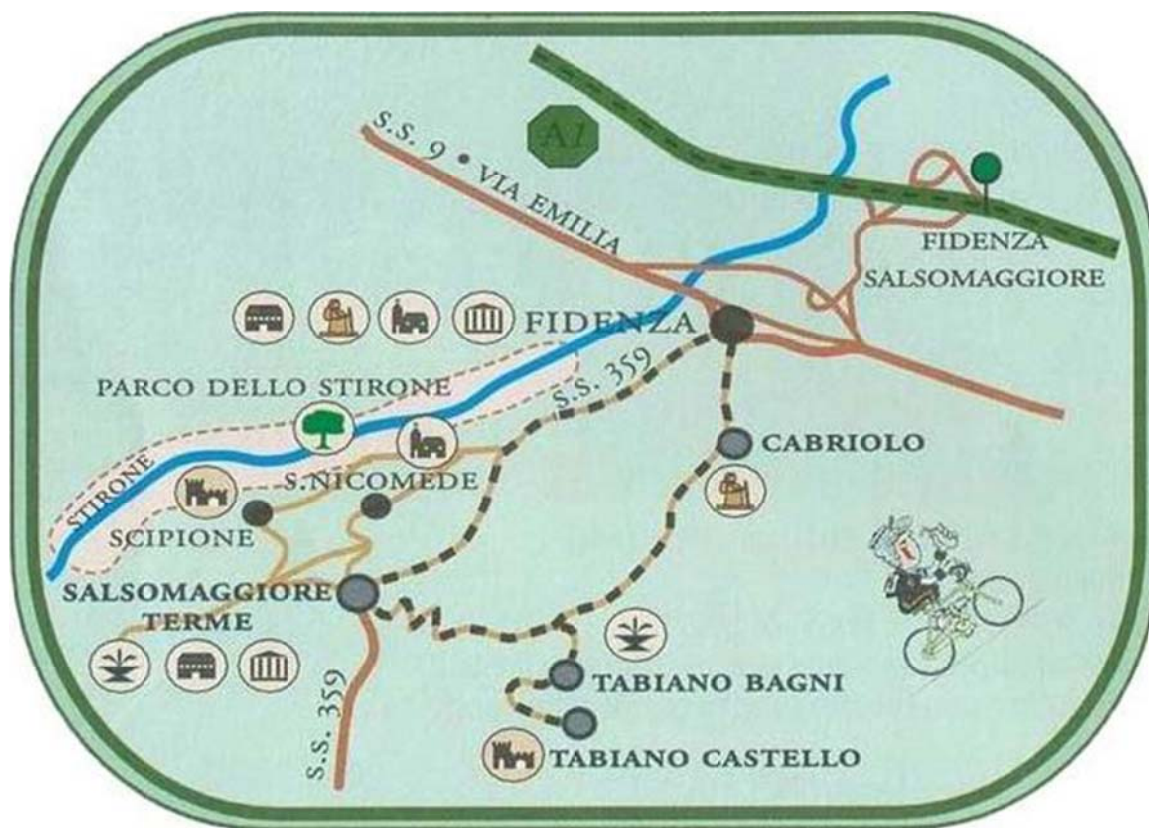 A1
S.S. 9 • VIA EMILIA
FIDENZA
SALSOMAGGIORE
FIDENZA
S.S. 359
PARCO DELLO STIRONE
CABRIOLO
STIRONE
S.NICOMEDE
SCIPIONE
SALSOMAGGIORE
TERME
TABIANO BAGNI
S.S. 359
TABIANO CASTELLO